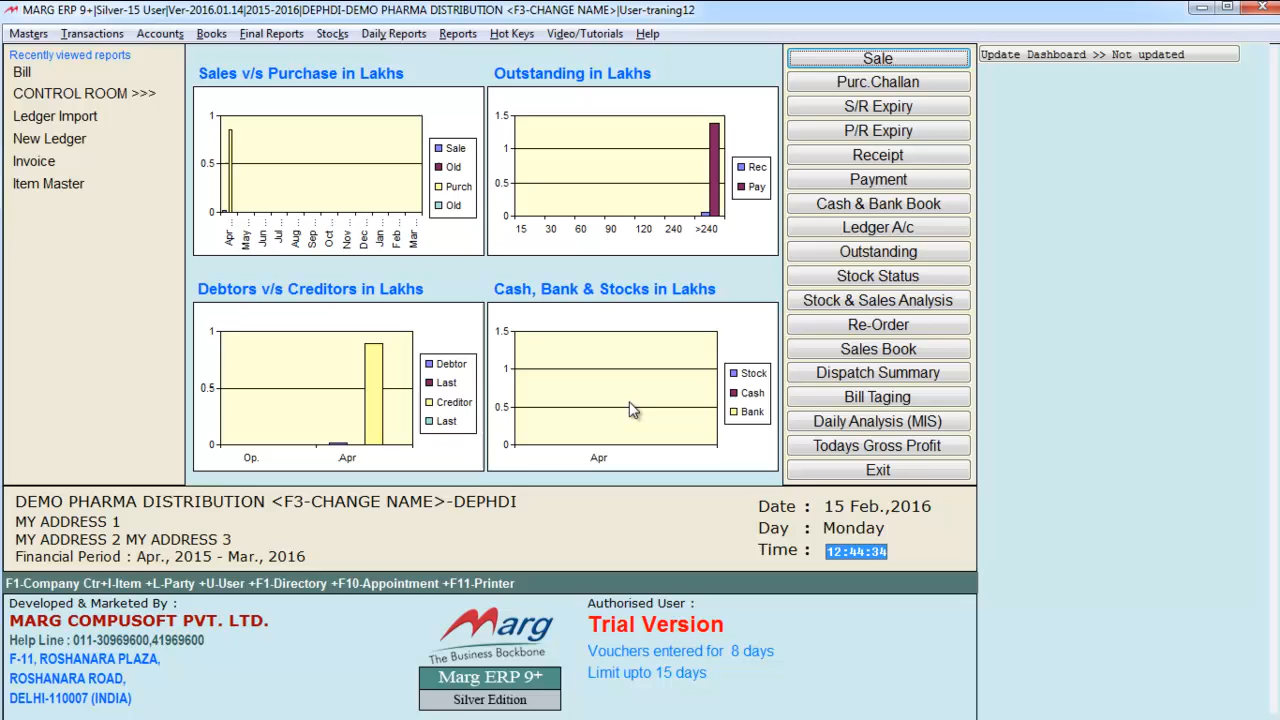 MARG ERP 9+|Silver-15 User|Ver-2016.01.14|2015-2016|DEPHDI-DEMO PHARMA DISTRIBUTION <F3-CHANGE NAME>|User-traning12
Masters Transactions Accounts Books Final Reports Stocks Daily Reports Reports Hot Keys Video/Tutorials Help
Recently viewed reports
Bill
CONTROL ROOM >>>
Ledger Import
New Ledger
Invoice
Item Master
Sales v/s Purchase in Lakhs
1
0.5
0
Apr... May... Jun... Jul... Aug... Sep... Oct... Nov... Dec... Jan... Feb... Mar...
Sale
Old
Purch
Old
Outstanding in Lakhs
1.5
1
0.5
0
15 30 60 90 120 240 >240
Rec
Pay
Debtors v/s Creditors in Lakhs
1
0.5
0
Op. .Apr
Debtor
Last
Creditor
Last
Cash, Bank & Stocks in Lakhs
1.5
1
0.5
0
Apr
Stock
Cash
Bank
Sale
Purc.Challan
S/R Expiry
P/R Expiry
Receipt
Payment
Cash & Bank Book
Ledger A/c
Outstanding
Stock Status
Stock & Sales Analysis
Re-Order
Sales Book
Dispatch Summary
Bill Taging
Daily Analysis (MIS)
Todays Gross Profit
Exit
Update Dashboard >> Not updated
DEMO PHARMA DISTRIBUTION <F3-CHANGE NAME>-DEPHDI
MY ADDRESS 1
MY ADDRESS 2 MY ADDRESS 3
Financial Period : Apr., 2015 - Mar., 2016
Date : 15 Feb.,2016
Day : Monday
Time : 12:44:34
F1-Company Ctr+I-Item +L-Party +U-User +F1-Directory +F10-Appointment +F11-Printer
Developed & Marketed By :
MARG COMPUSOFT PVT. LTD.
Help Line : 011-30969600,41969600
F-11, ROSHANARA PLAZA,
ROSHANARA ROAD,
DELHI-110007 (INDIA)
Marg
The Business Backbone
Marg ERP 9+
Silver Edition
Authorised User :
Trial Version
Vouchers entered for 8 days
Limit upto 15 days